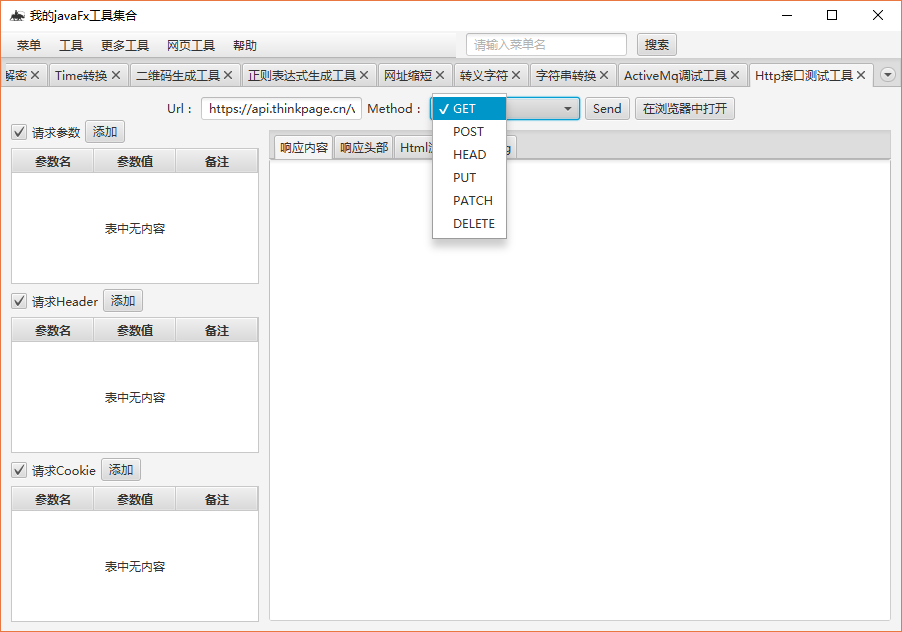 我的javaFx工具集合
菜单 工具 更多工具 网页工具 帮助 请输入菜单名 搜索
解密 Time转换 二维码生成工具 正则表达式生成工具 网址缩短 转义字符 字符串转换 ActiveMq调试工具 Http接口测试工具
Url： https://api.thinkpage.cn/v Method： GET Send 在浏览器中打开
POST
HEAD
PUT
PATCH
DELETE
请求参数 添加
参数名 参数值 备注
表中无内容
请求Header 添加
参数名 参数值 备注
表中无内容
请求Cookie 添加
参数名 参数值 备注
表中无内容
响应内容 响应头部